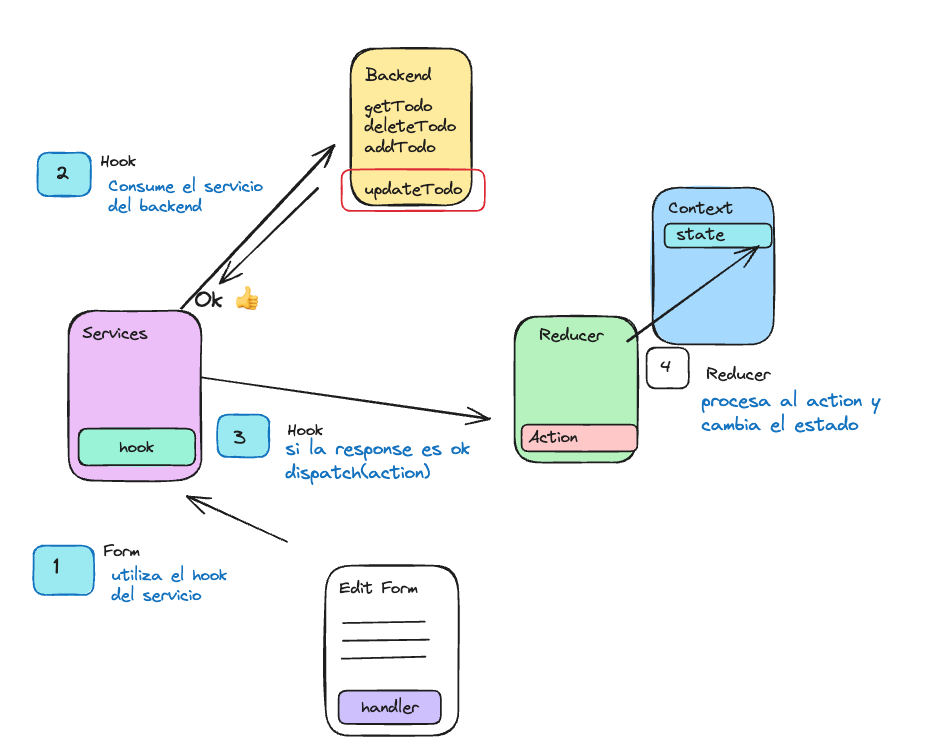 Backend
getTodo
deleteTodo
addTodo
updateTodo
2
Hook
Consume el servicio
del backend
Ok 👍
Context
state
Services
hook
Reducer
Action
4
Reducer
procesa al action y
cambia el estado
3
Hook
si la response es ok
dispatch(action)
1
Form
utiliza el hook
del servicio
Edit Form
handler